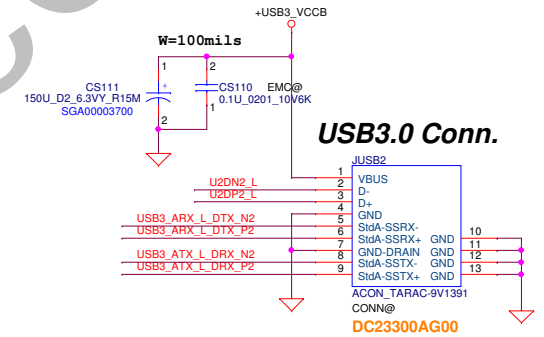 +USB3_VCCB
W=100mils
1
+
2
CS111
150U_D2_6.3VY_R15M
SGA00003700
2
CS110
EMC@
0.1U_0201_10V6K
1
USB3.0 Conn.
JUSB2
1 VBUS
U2DN2_L 2 D-
U2DP2_L 3 D+
4 GND
USB3_ARX_L_DTX_N2 5 StdA-SSRX-
USB3_ARX_L_DTX_P2 6 StdA-SSRX+ GND 10
7 GND-DRAIN GND 11
USB3_ATX_L_DRX_N2 8 StdA-SSTX- GND 12
USB3_ATX_L_DRX_P2 9 StdA-SSTX+ GND 13
ACON_TARAC-9V1391
CONN@
DC23300AG00